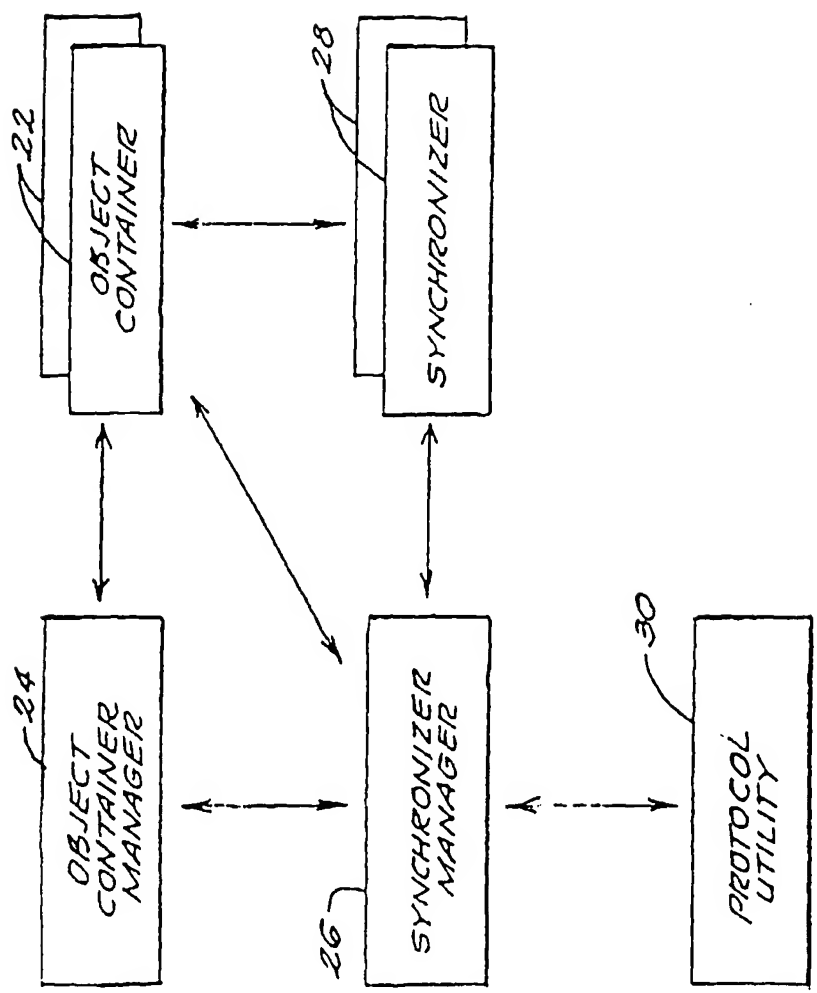 24
OBJECT
CONTAINER
MANAGER
22
OBJECT
CONTAINER
26
SYNCHRONIZER
MANAGER
28
SYNCHRONIZER
30
PROTOCOL
UTILITY